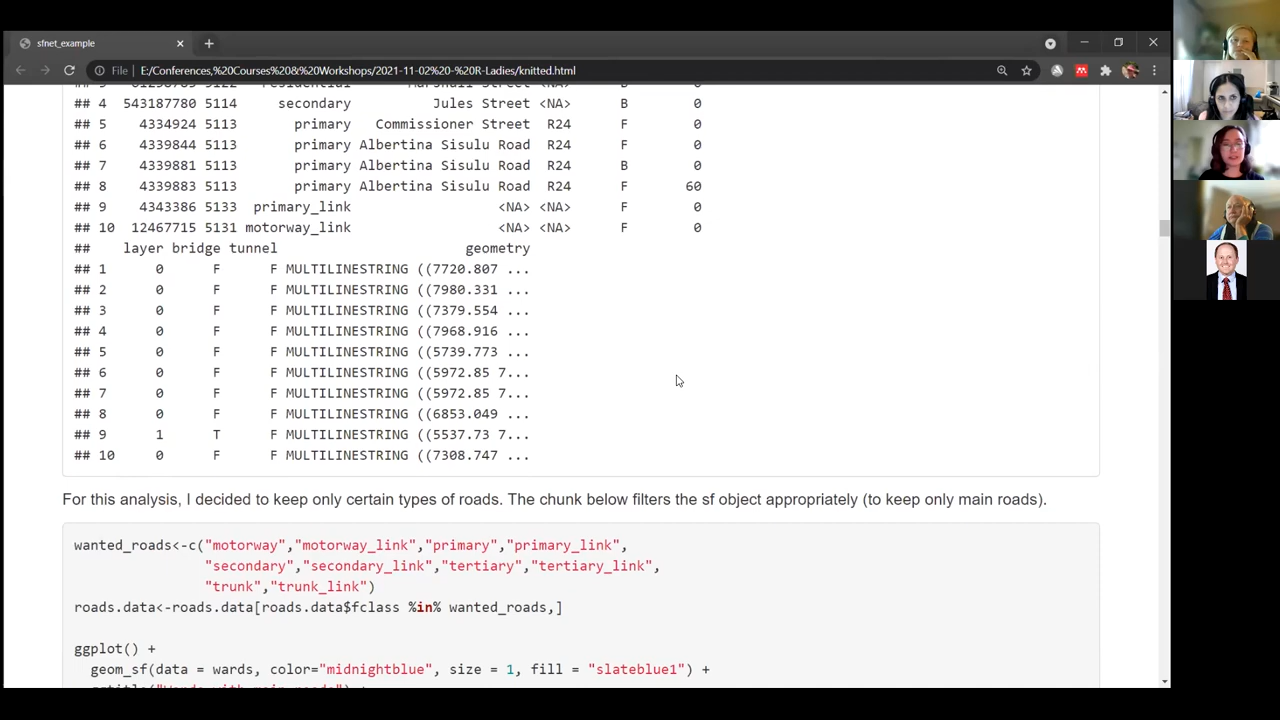 sfnet_example
File E:/Conferences,%20Courses%20&%20Workshops/2021-11-02%20-%20R-Ladies/knitted.html
## 4 543187780 5114 secondary Jules Street <NA> B 0
## 5 4334924 5113 primary Commissioner Street R24 F 0
## 6 4339844 5113 primary Albertina Sisulu Road R24 F 0
## 7 4339881 5113 primary Albertina Sisulu Road R24 B 0
## 8 4339883 5113 primary Albertina Sisulu Road R24 F 60
## 9 4343386 5133 primary_link <NA> <NA> F 0
## 10 12467715 5131 motorway_link <NA> <NA> F 0
## layer bridge tunnel geometry
## 1 0 F F MULTILINESTRING ((7720.807 ...
## 2 0 F F MULTILINESTRING ((7980.331 ...
## 3 0 F F MULTILINESTRING ((7379.554 ...
## 4 0 F F MULTILINESTRING ((7968.916 ...
## 5 0 F F MULTILINESTRING ((5739.773 ...
## 6 0 F F MULTILINESTRING ((5972.85 7...
## 7 0 F F MULTILINESTRING ((5972.85 7...
## 8 0 F F MULTILINESTRING ((6853.049 ...
## 9 1 T F MULTILINESTRING ((5537.73 7...
## 10 0 F F MULTILINESTRING ((7308.747 ...
For this analysis, I decided to keep only certain types of roads. The chunk below filters the sf object appropriately (to keep only main roads).
wanted_roads<-c("motorway","motorway_link","primary","primary_link",
"secondary","secondary_link","tertiary","tertiary_link",
"trunk","trunk_link")
roads.data<-roads.data[roads.data$fclass %in% wanted_roads,]
ggplot() +
geom_sf(data = wards, color="midnightblue", size = 1, fill = "slateblue1") +